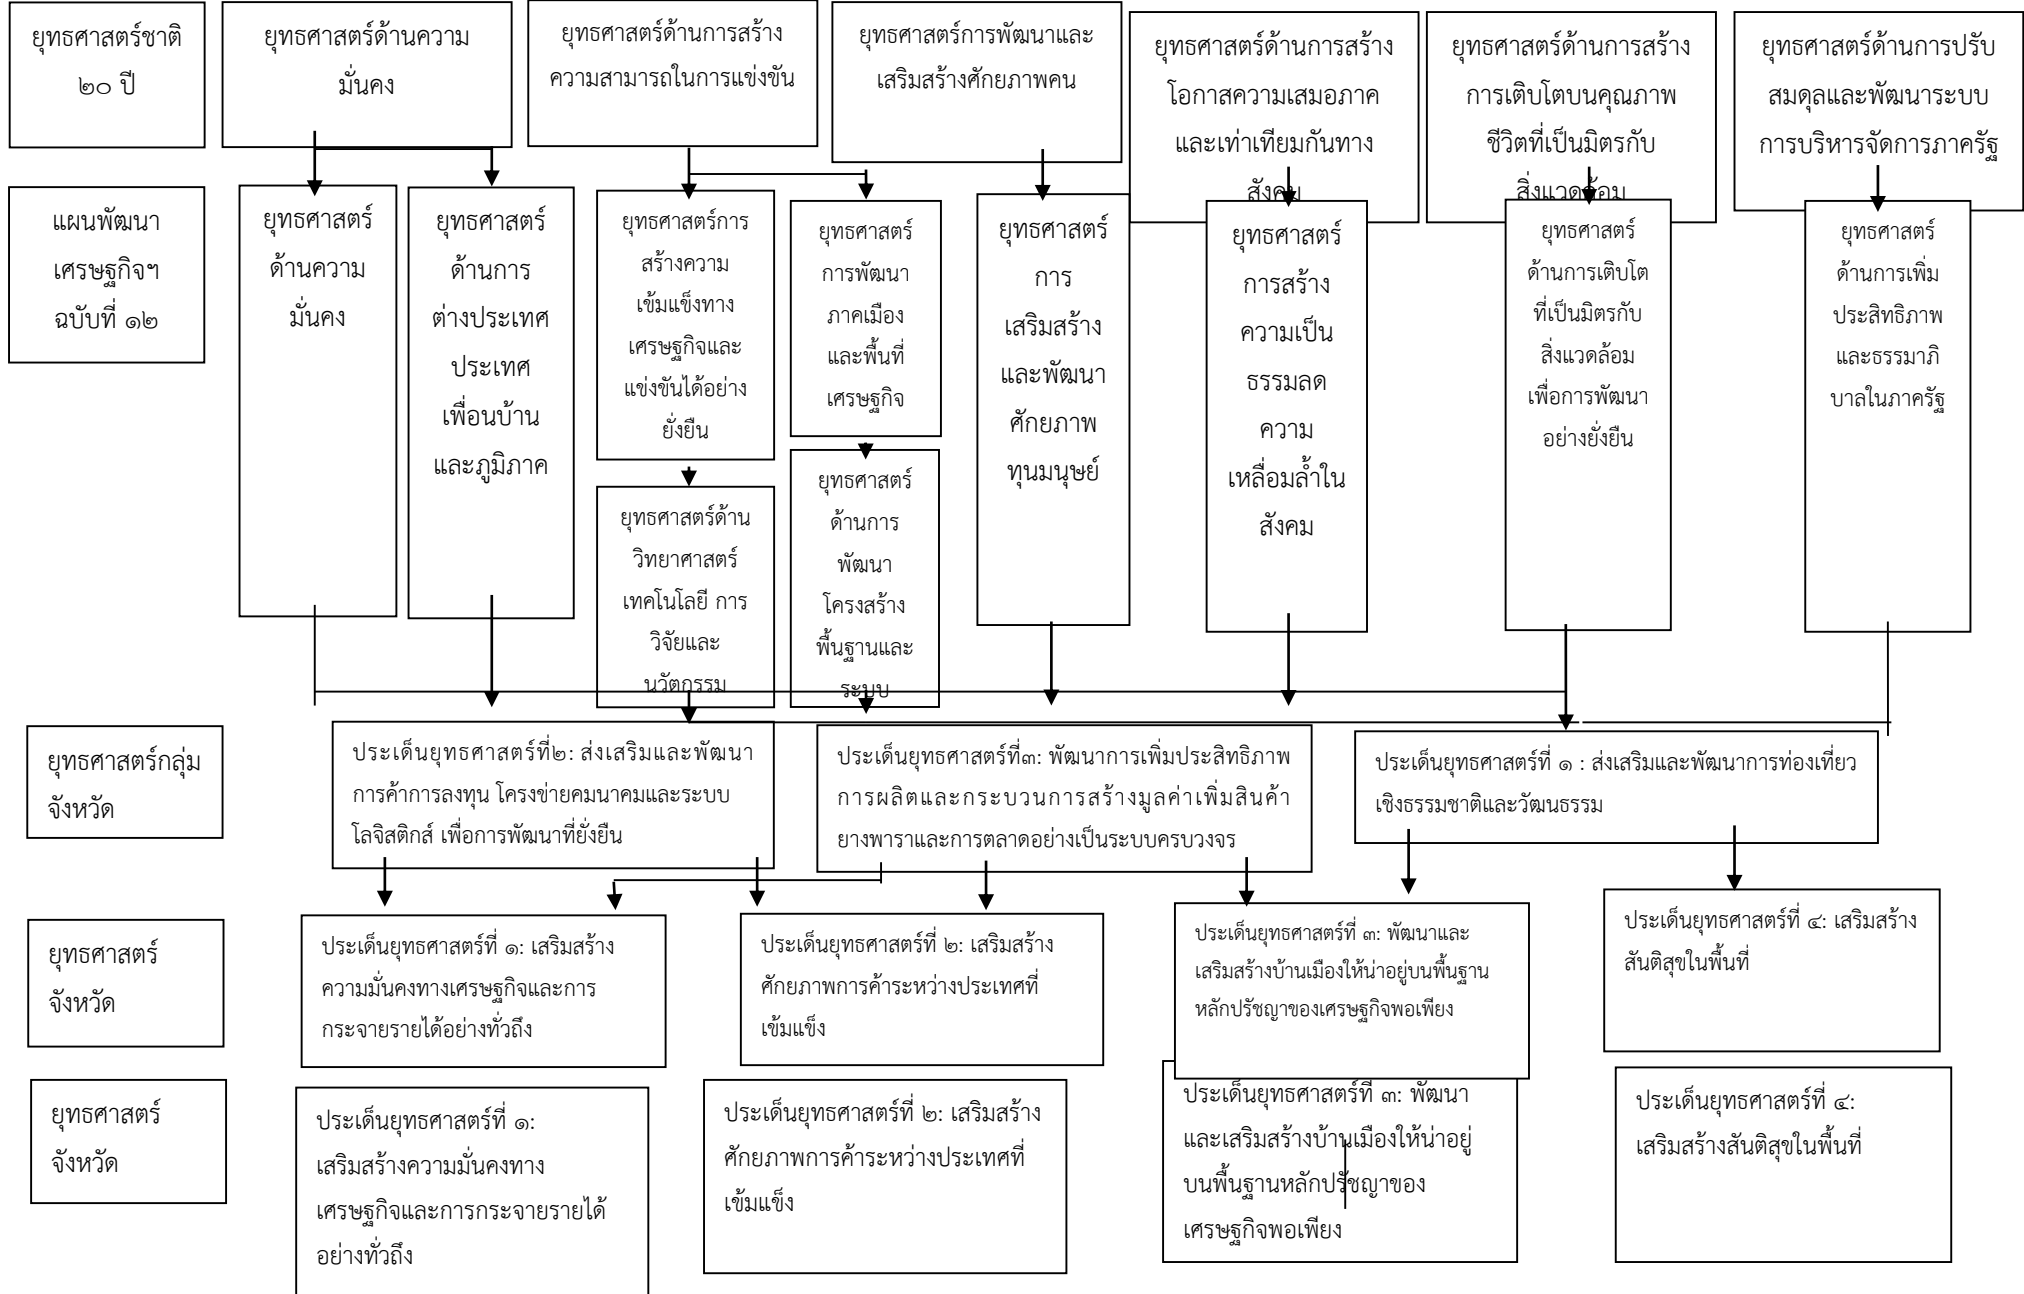 ยุทธศาสตร์ชาติ
๒๐ ปี
ยุทธศาสตร์ด้านความ
มั่นคง
ยุทธศาสตร์ด้านการสร้าง
ความสามารถในการแข่งขัน
ยุทธศาสตร์การพัฒนาและ
เสริมสร้างศักยภาพคน
ยุทธศาสตร์ด้านการสร้าง
โอกาสความเสมอภาค
และเท่าเทียมกันทาง
สังคม
ยุทธศาสตร์ด้านการสร้าง
การเติบโตบนคุณภาพ
ชีวิตที่เป็นมิตรกับ
สิ่งแวดล้อม
ยุทธศาสตร์ด้านการปรับ
สมดุลและพัฒนาระบบ
การบริหารจัดการภาครัฐ
แผนพัฒนา
เศรษฐกิจฯ
ฉบับที่ ๑๒
ยุทธศาสตร์
ด้านความ
มั่นคง
ยุทธศาสตร์
ด้านการ
ต่างประเทศ
ประเทศ
เพื่อนบ้าน
และภูมิภาค
ยุทธศาสตร์การ
สร้างความ
เข้มแข็งทาง
เศรษฐกิจและ
แข่งขันได้อย่าง
ยั่งยืน
ยุทธศาสตร์ด้าน
วิทยาศาสตร์
เทคโนโลยี การ
วิจัยและ
นวัตกรรม
ยุทธศาสตร์
การพัฒนา
ภาคเมือง
และพื้นที่
เศรษฐกิจ
ยุทธศาสตร์
ด้านการ
พัฒนา
โครงสร้าง
พื้นฐานและ
ระบบ
ยุทธศาสตร์
การ
เสริมสร้าง
และพัฒนา
ศักยภาพ
ทุนมนุษย์
ยุทธศาสตร์
การสร้าง
ความเป็น
ธรรมลด
ความ
เหลื่อมล้ำใน
สังคม
ยุทธศาสตร์
ด้านการเติบโต
ที่เป็นมิตรกับ
สิ่งแวดล้อม
เพื่อการพัฒนา
อย่างยั่งยืน
ยุทธศาสตร์
ด้านการเพิ่ม
ประสิทธิภาพ
และธรรมาภิ
บาลในภาครัฐ
ยุทธศาสตร์กลุ่ม
จังหวัด
ประเด็นยุทธศาสตร์ที่๒: ส่งเสริมและพัฒนา
การค้าการลงทุน โครงข่ายคมนาคมและระบบ
โลจิสติกส์ เพื่อการพัฒนาที่ยั่งยืน
ประเด็นยุทธศาสตร์ที่๓: พัฒนาการเพิ่มประสิทธิภาพ
การผลิตและกระบวนการสร้างมูลค่าเพิ่มสินค้า
ยางพาราและการตลาดอย่างเป็นระบบครบวงจร
ประเด็นยุทธศาสตร์ที่ ๑ : ส่งเสริมและพัฒนาการท่องเที่ยว
เชิงธรรมชาติและวัฒนธรรม
ยุทธศาสตร์
จังหวัด
ประเด็นยุทธศาสตร์ที่ ๑: เสริมสร้าง
ความมั่นคงทางเศรษฐกิจและการ
กระจายรายได้อย่างทั่วถึง
ประเด็นยุทธศาสตร์ที่ ๒: เสริมสร้าง
ศักยภาพการค้าระหว่างประเทศที่
เข้มแข็ง
ประเด็นยุทธศาสตร์ที่ ๓: พัฒนาและ
เสริมสร้างบ้านเมืองให้น่าอยู่บนพื้นฐาน
หลักปรัชญาของเศรษฐกิจพอเพียง
ประเด็นยุทธศาสตร์ที่ ๔: เสริมสร้าง
สันติสุขในพื้นที่
ยุทธศาสตร์
จังหวัด
ประเด็นยุทธศาสตร์ที่ ๑:
เสริมสร้างความมั่นคงทาง
เศรษฐกิจและการกระจายรายได้
อย่างทั่วถึง
ประเด็นยุทธศาสตร์ที่ ๒: เสริมสร้าง
ศักยภาพการค้าระหว่างประเทศที่
เข้มแข็ง
ประเด็นยุทธศาสตร์ที่ ๓: พัฒนา
และเสริมสร้างบ้านเมืองให้น่าอยู่
บนพื้นฐานหลักปรัชญาของ
เศรษฐกิจพอเพียง
ประเด็นยุทธศาสตร์ที่ ๔:
เสริมสร้างสันติสุขในพื้นที่